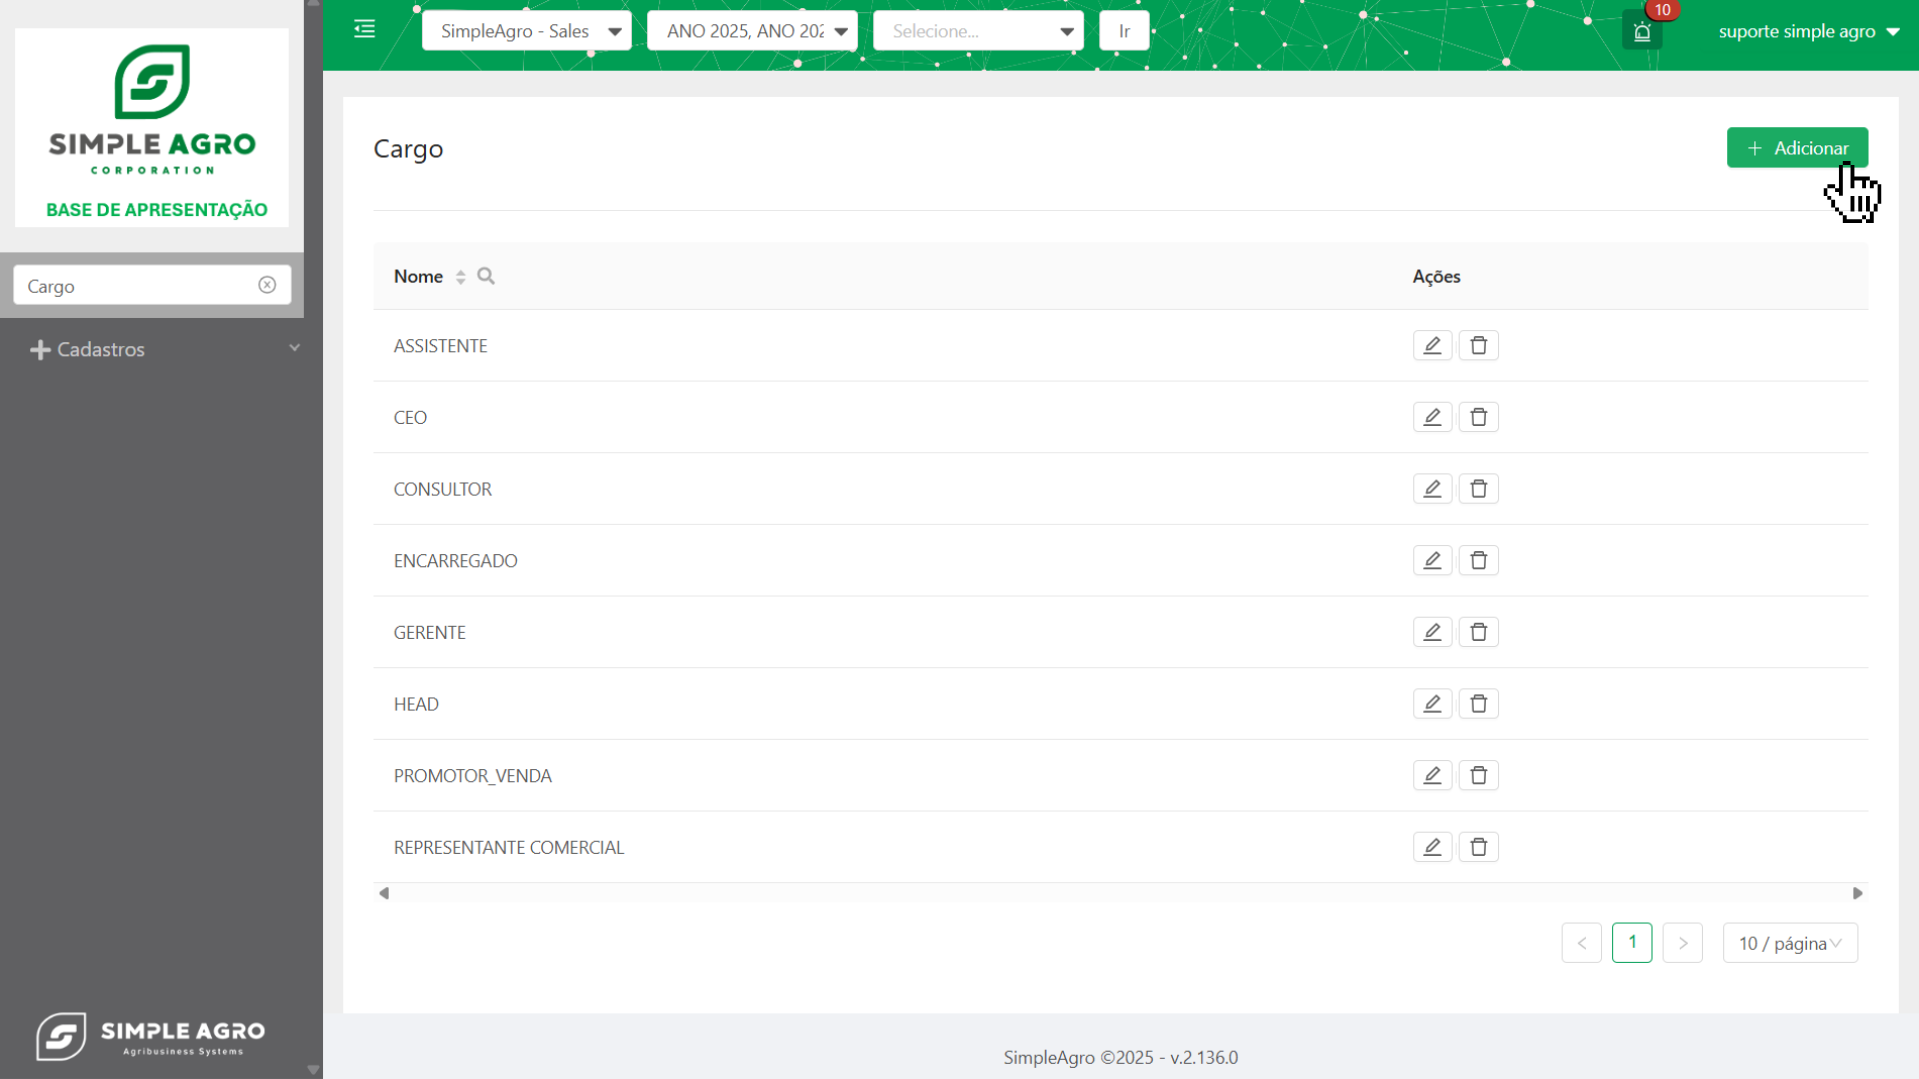 SIMPLE AGRO
CORPORATION
BASE DE APRESENTAÇÃO
Cargo
Cadastros
SIMPLE AGRO
Agribusiness Systems
SimpleAgro - Sales
ANO 2025, ANO 202
Selecione...
Ir
10
suporte simple agro
Cargo
Adicionar
Nome
Ações
ASSISTENTE
CEO
CONSULTOR
ENCARREGADO
GERENTE
HEAD
PROMOTOR_VENDA
REPRESENTANTE COMERCIAL
< 1 > 10 / página
SimpleAgro ©2025 - v.2.136.0